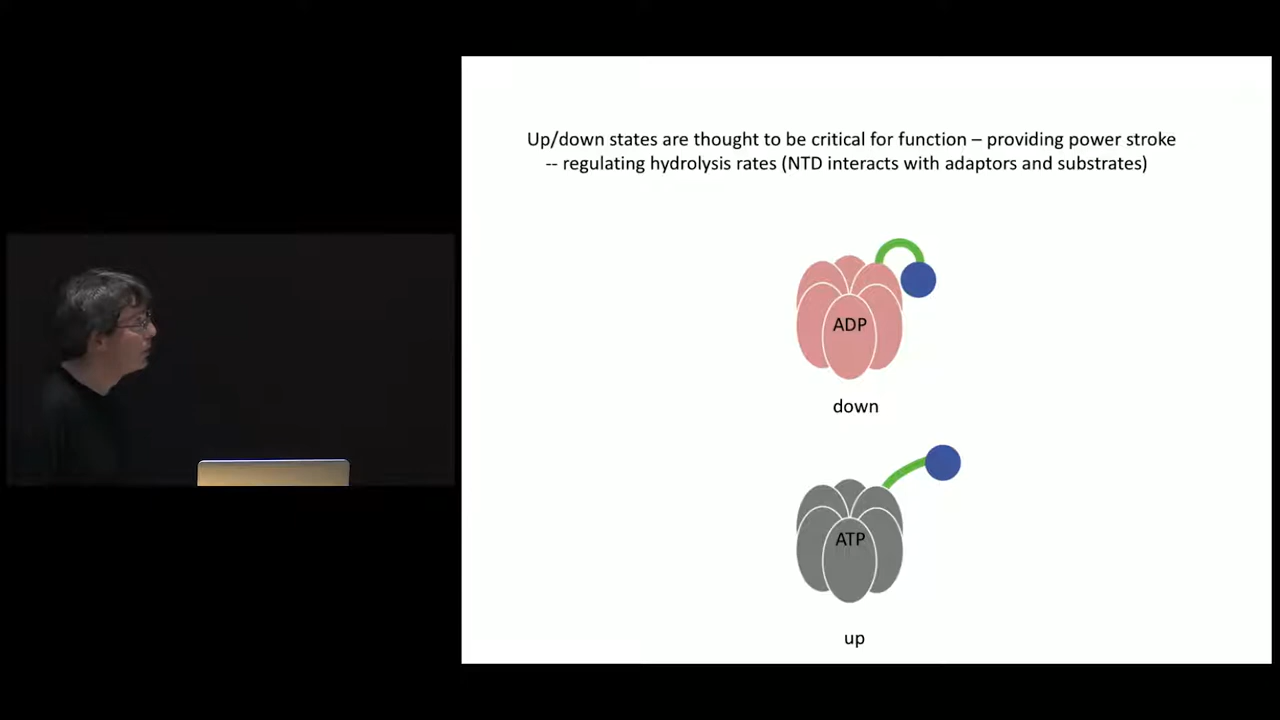 Up/down states are thought to be critical for function – providing power stroke
-- regulating hydrolysis rates (NTD interacts with adaptors and substrates)
ADP
down
ATP
up